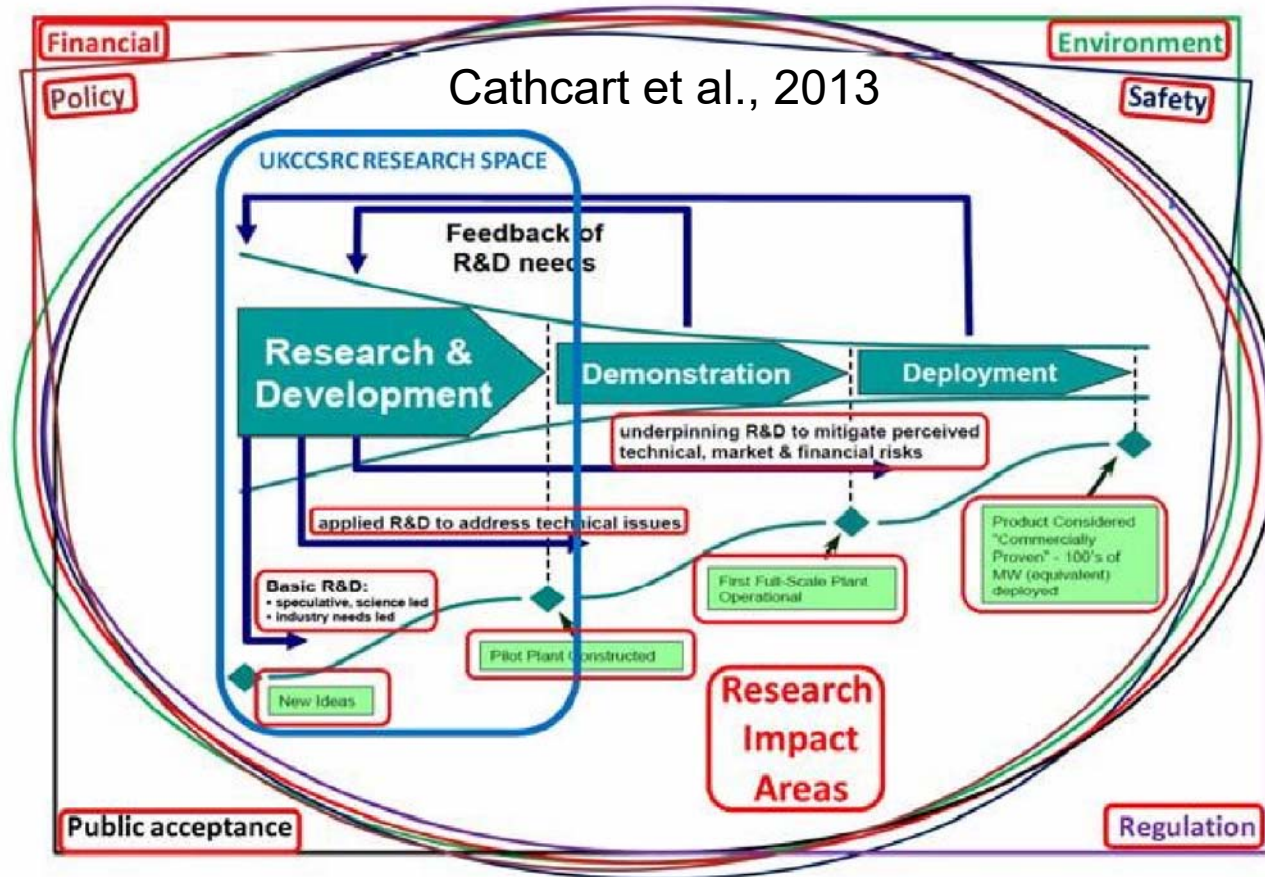 Financial
Environment
Policy
Safety
Cathcart et al., 2013
UKCCSRC RESEARCH SPACE
Feedback of
R&D needs
Research &
Development
Demonstration
Deployment
underpinning R&D to mitigate perceived
technical, market & financial risks
applied R&D to address technical issues
Basic R&D:
• speculative, science led
• industry needs led
New Ideas
Pilot Plant Constructed
First Full-Scale Plant
Operational
Product Considered
"Commercially
Proven" - 100's of
MW (equivalent)
deployed
Research
Impact
Areas
Public acceptance
Regulation